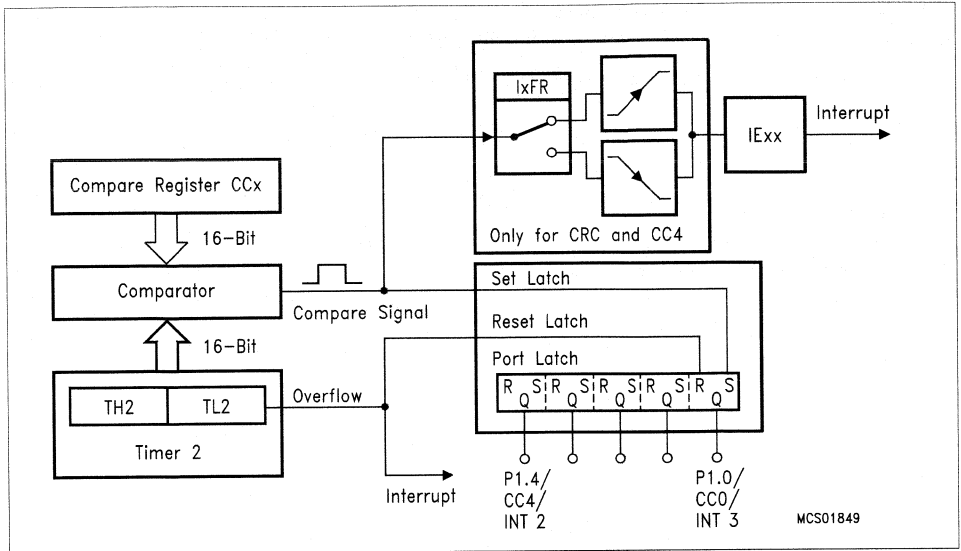 IxFR
IExx
Interrupt
Only for CRC and CC4
Compare Register CCx
16-Bit
Comparator
Compare Signal
16-Bit
TH2 TL2
Timer 2
Overflow
Interrupt
Set Latch
Reset Latch
Port Latch
R S R S R S R S R S
Q Q Q Q Q
P1.4/
CC4/
INT 2
P1.0/
CC0/
INT 3
MCS01849